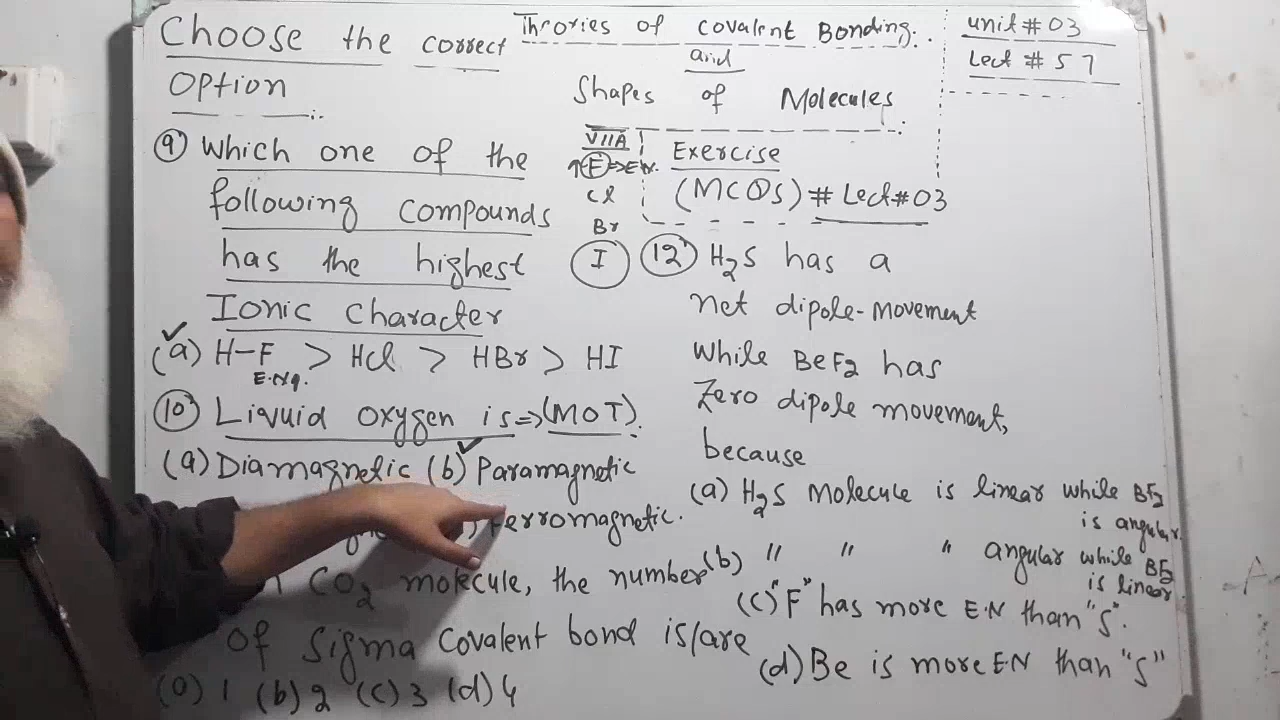 Choose the correct
Option
Throries of Covalent Bonding.
and
Shapes of Molecules
unit # 03
Lect # 57
Exercise
(MCQs) # Lect # 03
9 Which one of the
following compounds
has the highest
Ionic Character
VIIA
F
Cl
Br
I
(a) H-F > HCl > HBr > HI
E.Nq.
10 Livuid oxygen is => (MOT).
(a) Diamagnetic (b) Paramagnetic
Ferromagnetic.
CO2 molecule, the number
of sigma covalent bond is/are
(a) 1 (b) 2 (c) 3 (d) 4
12 H2S has a
net dipole-movement
While BeF2 has
Zero dipole movement,
because
(a) H2S Molecule is linear while BF2
is angular.
(b) " " " angular while BF2
is linear.
(c) "F" has more E.N than "S".
(d) Be is more E.N than "S"